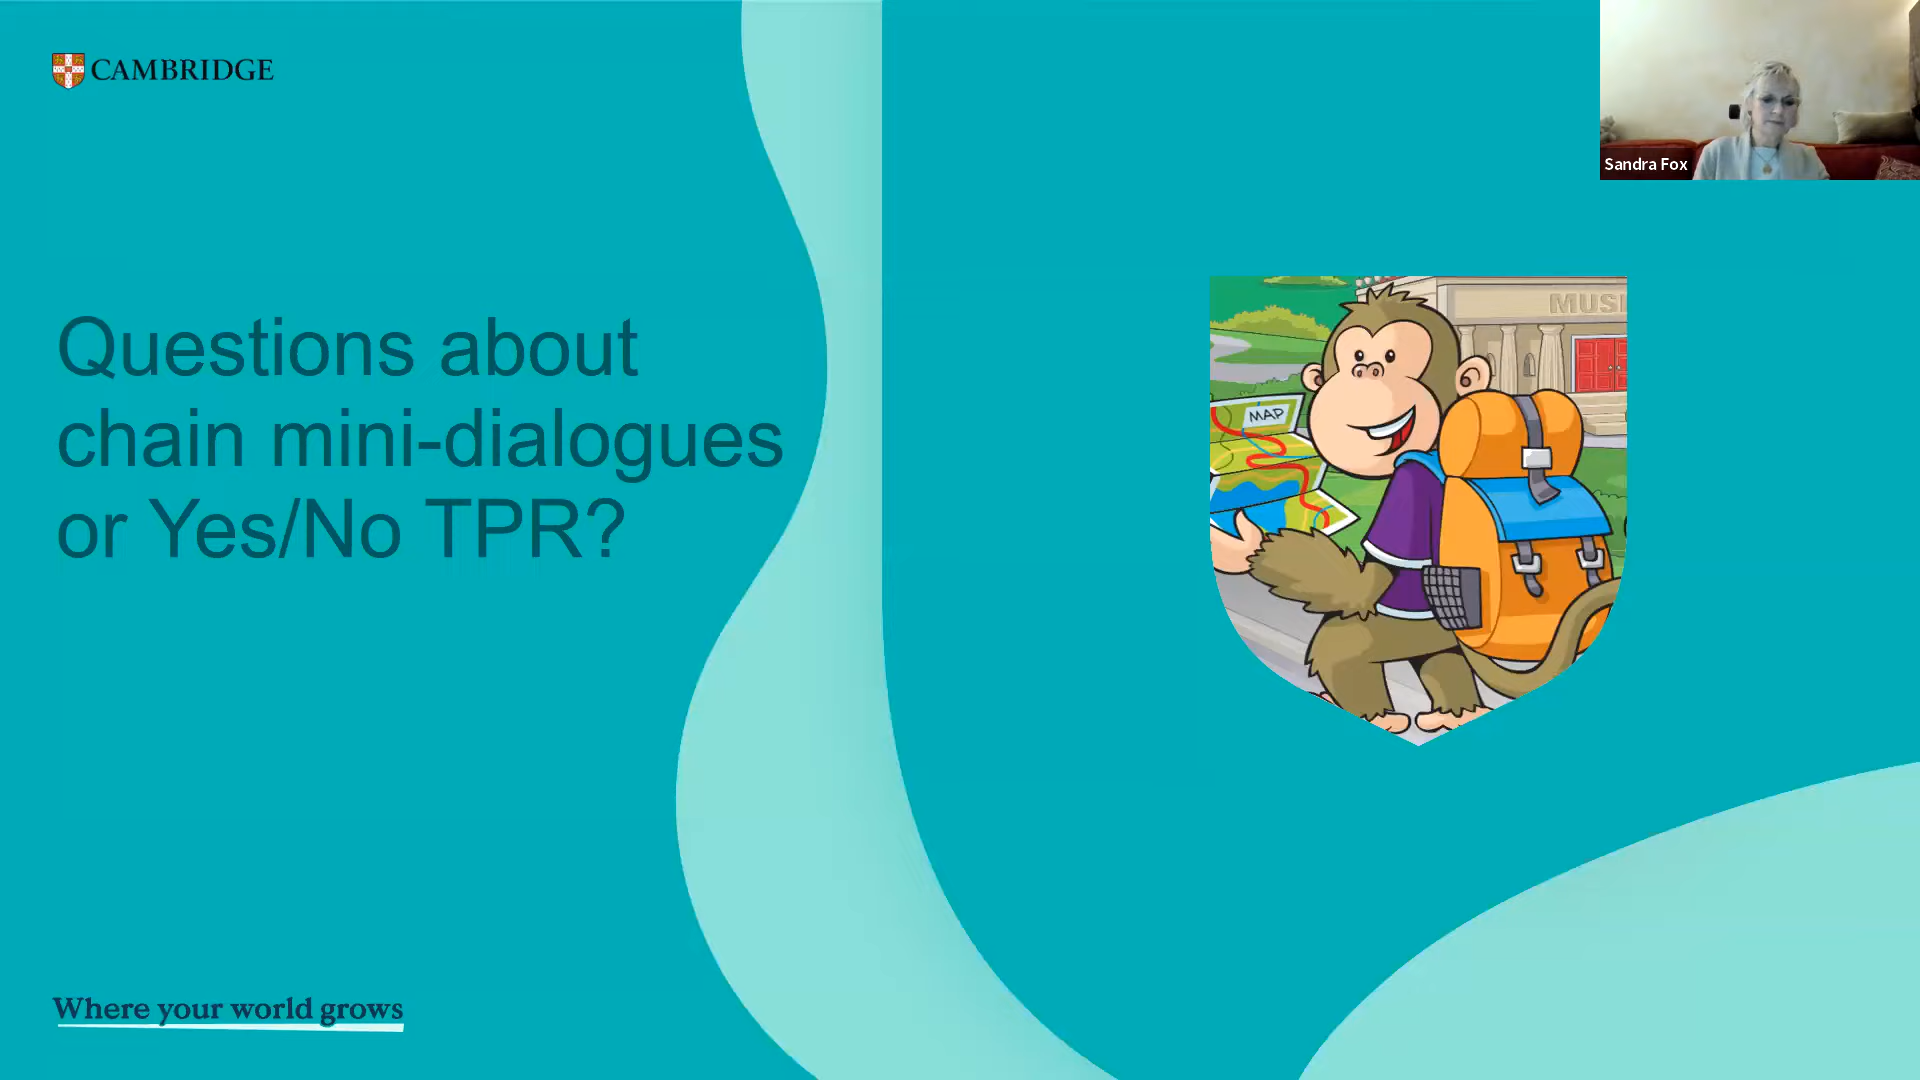 CAMBRIDGE
Sandra Fox
Questions about
chain mini-dialogues
or Yes/No TPR?
MUS
MAP
Where your world grows